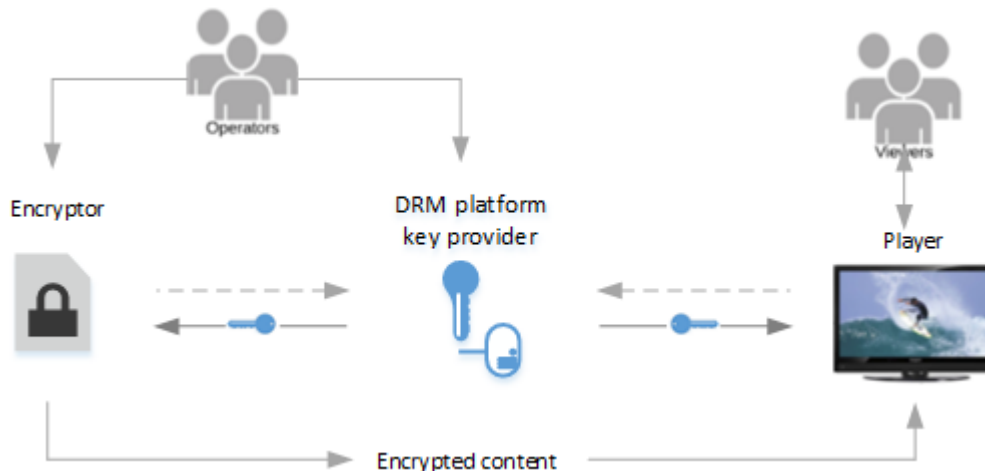 Operators
Viewers
Encryptor
DRM platform
key provider
Player
Encrypted content